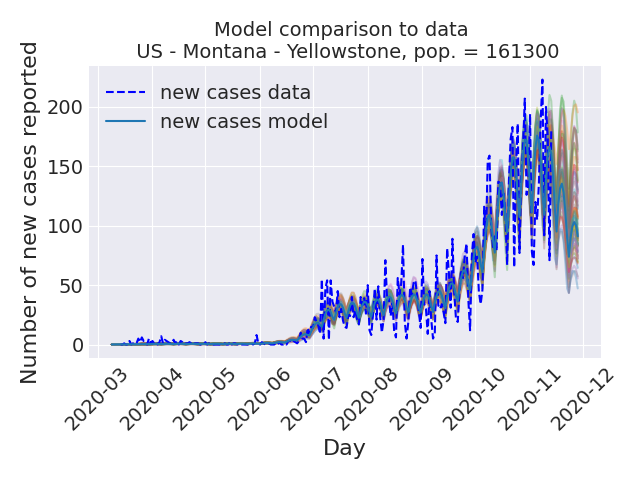 Model comparison to data
US - Montana - Yellowstone, pop. = 161300
Number of new cases reported
200
150
100
50
0
new cases data
new cases model
2020-03
2020-04
2020-05
2020-06
2020-07
2020-08
2020-09
2020-10
2020-11
2020-12
Day